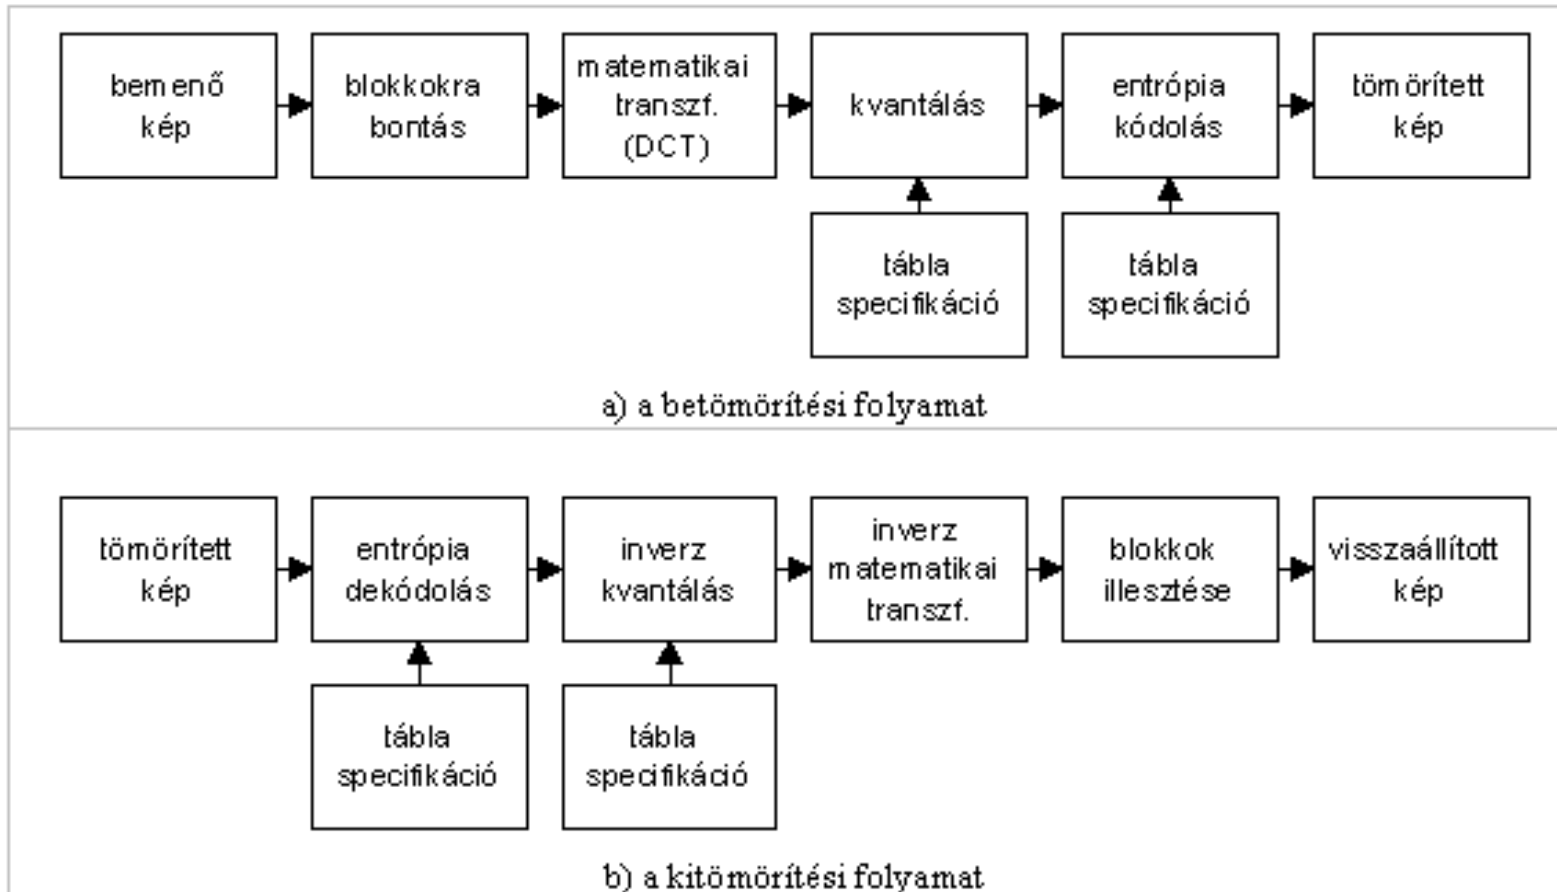 bemenő
kép
blokkokra
bontás
matematikai
transzf.
(DCT)
kvantálás
entrópia
kódolás
tömörített
kép
tábla
specifikáció
tábla
specifikáció
a) a betömörítési folyamat
tömörített
kép
entrópia
dekódolás
inverz
kvantálás
inverz
matematikai
transzf.
blokkok
illesztése
visszaállított
kép
tábla
specifikáció
tábla
specifikáció
b) a kitömörítési folyamat